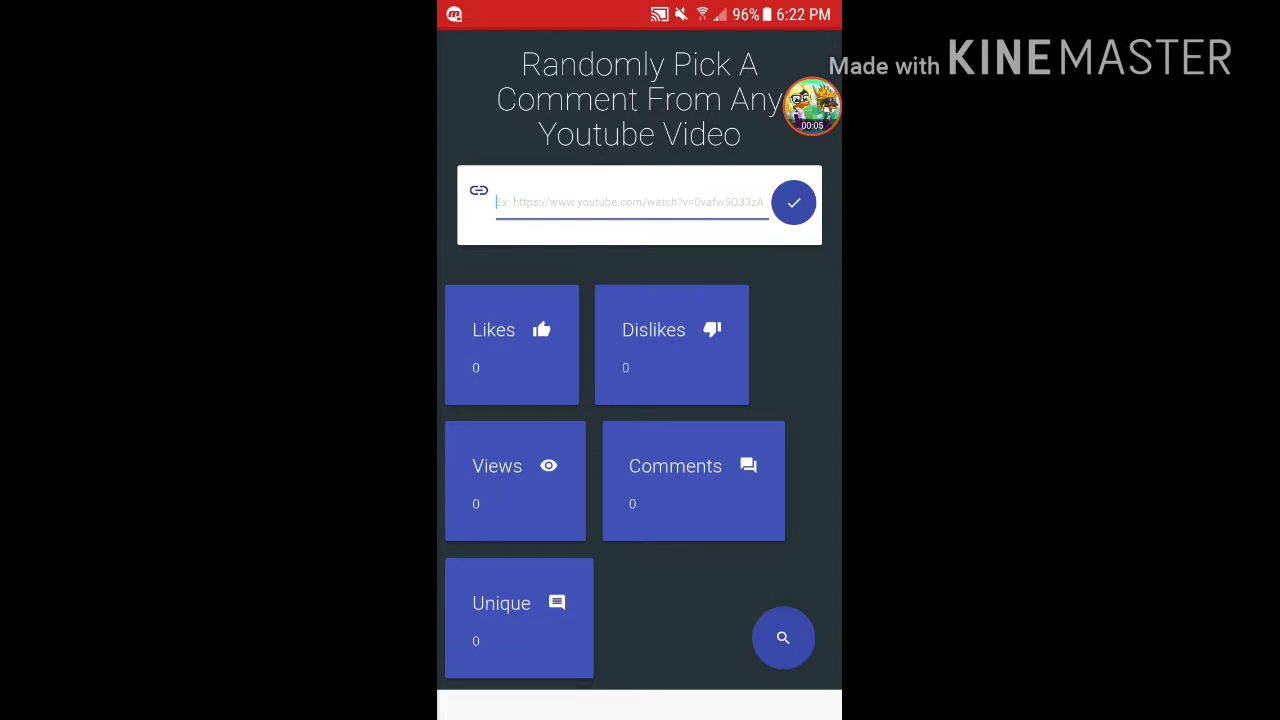 96% 6:22 PM
Made with KINEMASTER
Randomly Pick A
Comment From Any
Youtube Video
00:05
Ex: https://www.youtube.com/watch?v=0vafw5O33zA
Likes Dislikes
0 0
Views Comments
0 0
Unique
0